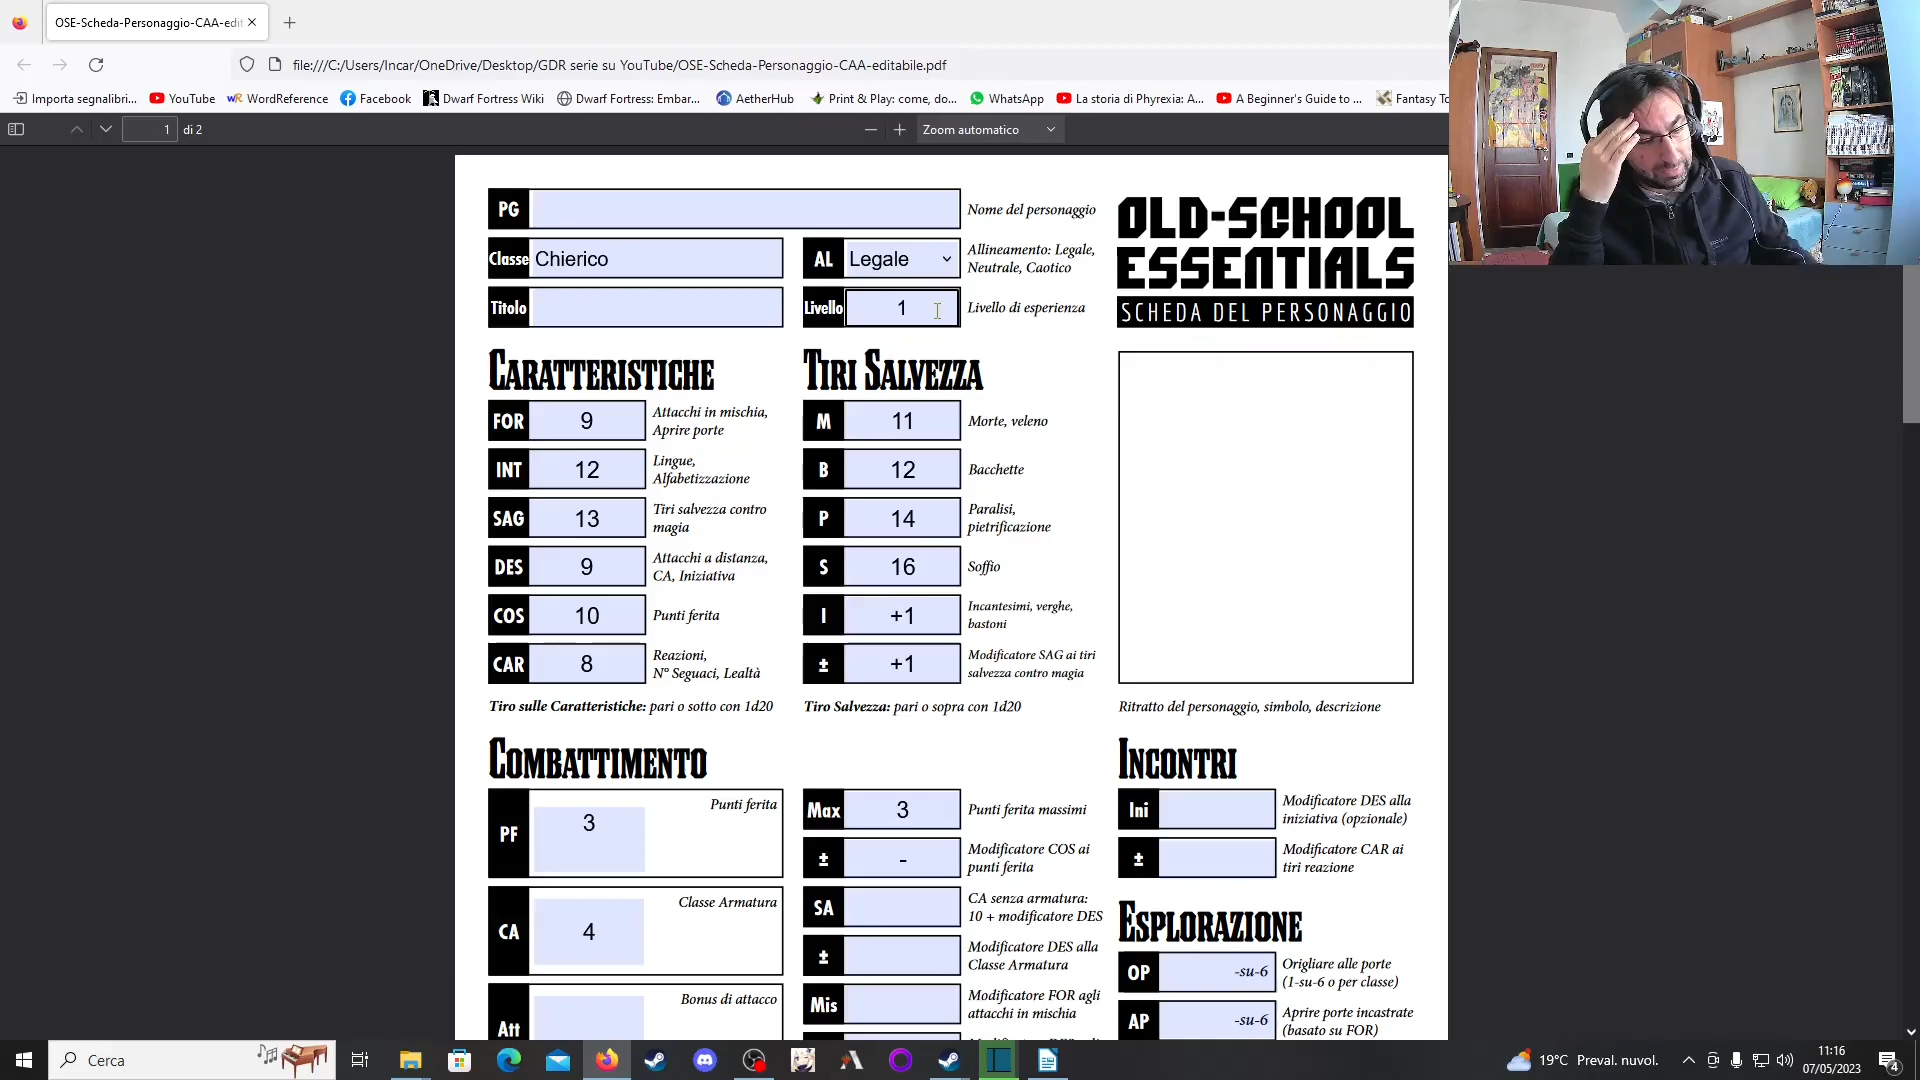 OSE-Scheda-Personaggio-CAA-edit
file:///C:/Users/Incar/OneDrive/Desktop/GDR serie su YouTube/OSE-Scheda-Personaggio-CAA-editabile.pdf
Importa segnalibri... YouTube WordReference Facebook Dwarf Fortress Wiki Dwarf Fortress: Embar... AetherHub Print & Play: come, do... WhatsApp La storia di Phyrexia: A... A Beginner's Guide to ... Fantasy To
1 di 2 Zoom automatico
PG Nome del personaggio
OLD-SCHOOL
ESSENTIALS
SCHEDA DEL PERSONAGGIO
Classe Chierico AL Legale Allineamento: Legale,
Neutrale, Caotico
Titolo Livello 1 Livello di esperienza
CARATTERISTICHE
FOR 9 Attacchi in mischia,
Aprire porte
INT 12 Lingue,
Alfabetizzazione
SAG 13 Tiri salvezza contro
magia
DES 9 Attacchi a distanza,
CA, Iniziativa
COS 10 Punti ferita
CAR 8 Reazioni,
N° Seguaci, Lealtà
Tiro sulle Caratteristiche: pari o sotto con 1d20
TIRI SALVEZZA
M 11 Morte, veleno
B 12 Bacchette
P 14 Paralisi,
pietrificazione
S 16 Soffio
I +1 Incantesimi, verghe,
bastoni
± +1 Modificatore SAG ai tiri
salvezza contro magia
Tiro Salvezza: pari o sopra con 1d20
Ritratto del personaggio, simbolo, descrizione
COMBATTIMENTO
PF 3 Punti ferita
CA 4 Classe Armatura
Att Bonus di attacco
Max 3 Punti ferita massimi
± - Modificatore COS ai
punti ferita
SA CA senza armatura:
10 + modificatore DES
± Modificatore DES alla
Classe Armatura
Mis Modificatore FOR agli
attacchi in mischia
INCONTRI
Ini Modificatore DES alla
iniziativa (opzionale)
± Modificatore CAR ai
tiri reazione
ESPLORAZIONE
OP -su-6 Origliare alle porte
(1-su-6 o per classe)
AP -su-6 Aprire porte incastrate
(basato su FOR)
Cerca
19°C Preval. nuvol.
11:16
07/05/2023
4